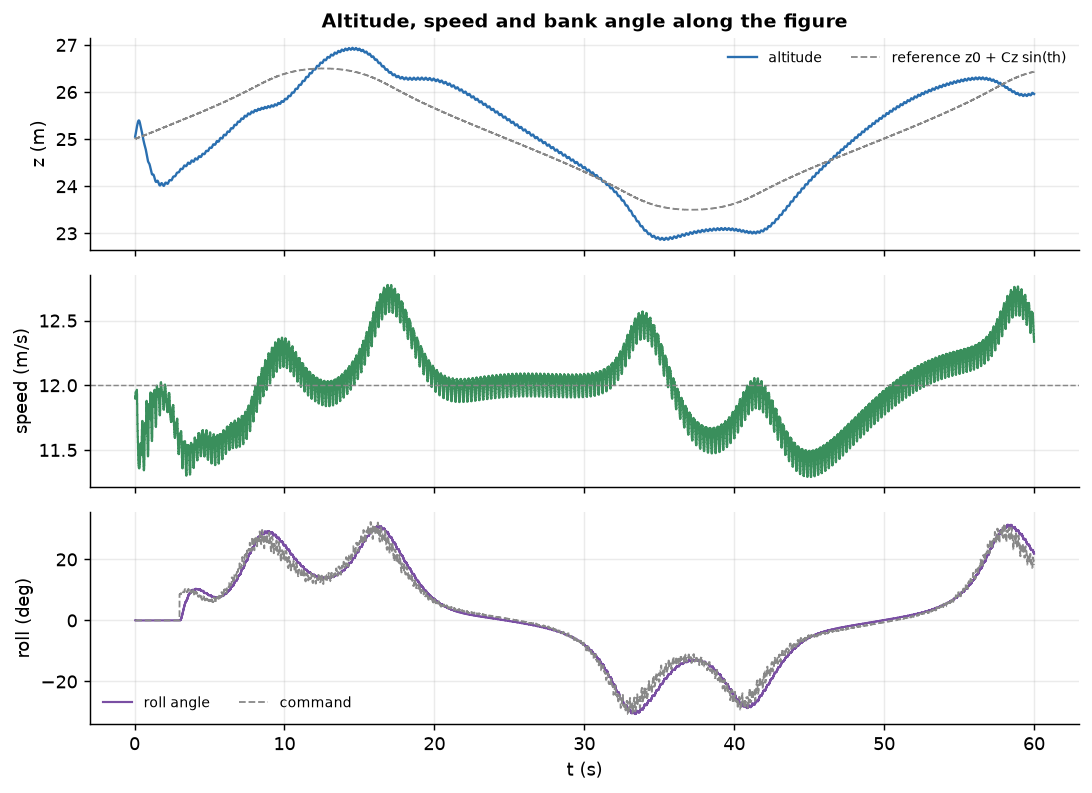 Altitude, speed and bank angle along the figure
27
26
25
24
23
z (m)
altitude
reference z0 + Cz sin(th)
12.5
12.0
11.5
speed (m/s)
20
0
−20
roll (deg)
roll angle
command
0 10 20 30 40 50 60
t (s)